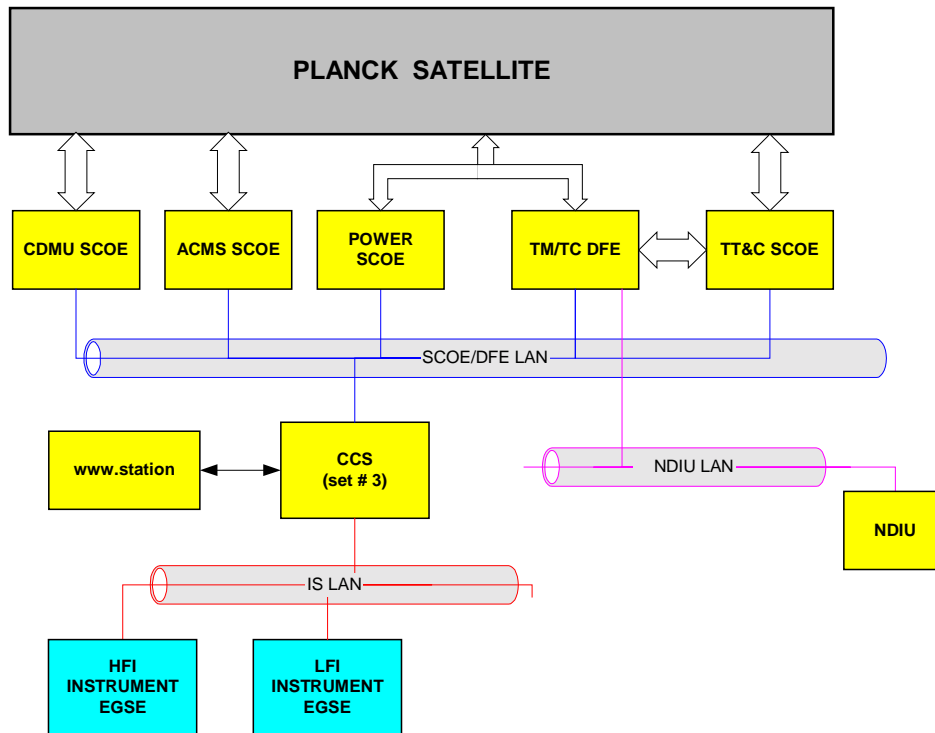 PLANCK SATELLITE
CDMU SCOE
ACMS SCOE
POWER
SCOE
TM/TC DFE
TT&C SCOE
SCOE/DFE LAN
www.station
CCS
(set # 3)
NDIU LAN
NDIU
IS LAN
HFI
INSTRUMENT
EGSE
LFI
INSTRUMENT
EGSE